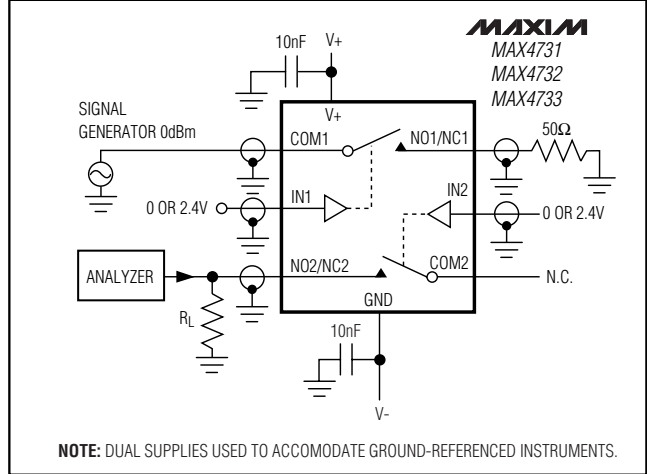 MAXIM
MAX4731
MAX4732
MAX4733
10nF
V+
V+
SIGNAL
GENERATOR 0dBm
COM1
NO1/NC1
50Ω
0 OR 2.4V
IN1
IN2
0 OR 2.4V
ANALYZER
NO2/NC2
COM2
N.C.
RL
GND
10nF
V-
NOTE: DUAL SUPPLIES USED TO ACCOMODATE GROUND-REFERENCED INSTRUMENTS.